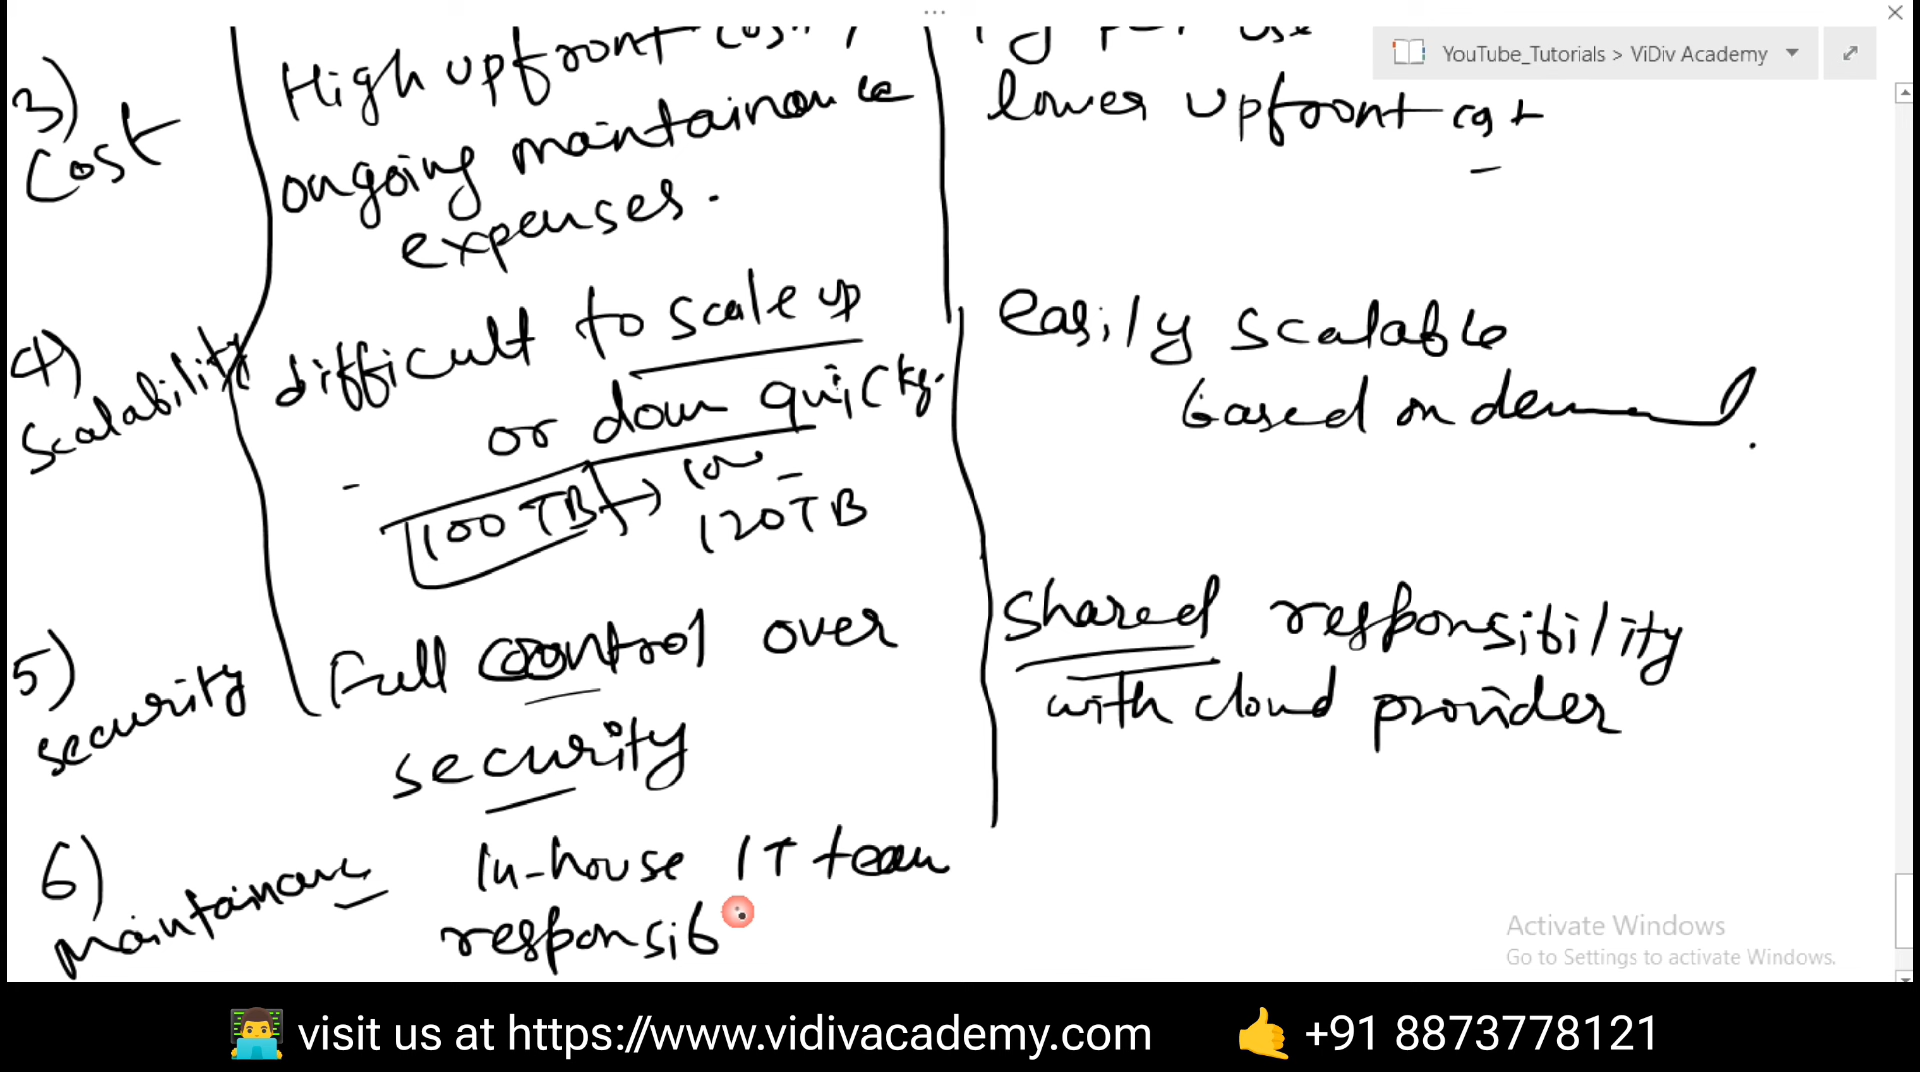 YouTube_Tutorials > ViDiv Academy
3)
Cost
High upfront cost,
ongoing maintainance
expenses.
use
lower upfront cost
4)
Scalability
difficult to scale up
or down quickly.
100 TB → low
120TB
easily scalable
based on demand.
5)
security
Full control over
security
shared responsibility
with cloud provider
6)
maintainance
In-house IT team
responsib
Activate Windows
Go to Settings to activate Windows.
visit us at https://www.vidivacademy.com
+91 8873778121